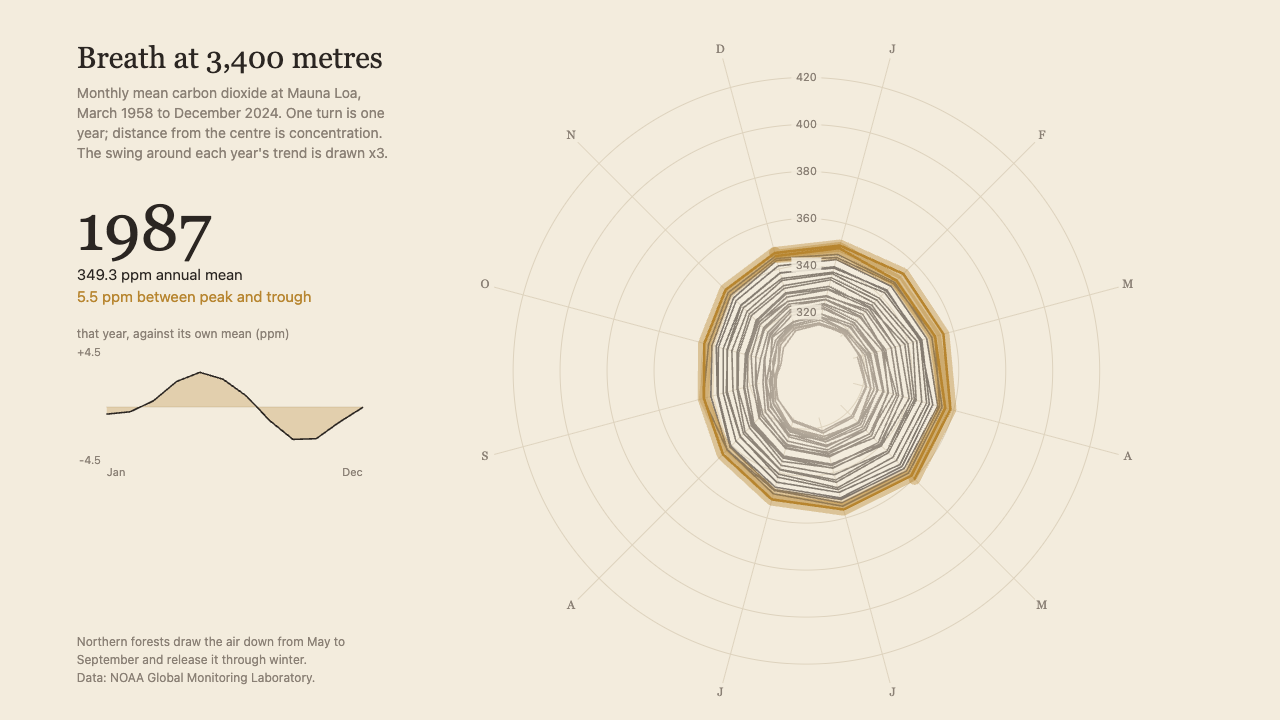 Breath at 3,400 metres
Monthly mean carbon dioxide at Mauna Loa,
March 1958 to December 2024. One turn is one
year; distance from the centre is concentration.
The swing around each year's trend is drawn x3.
1987
349.3 ppm annual mean
5.5 ppm between peak and trough
that year, against its own mean (ppm)
+4.5
-4.5
Jan
Dec
Northern forests draw the air down from May to
September and release it through winter.
Data: NOAA Global Monitoring Laboratory.
D
J
N
F
O
M
S
A
A
M
J
J
420
400
380
360
340
320